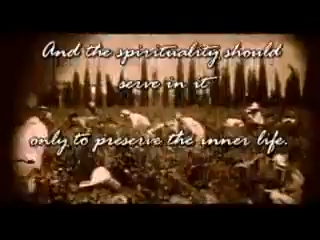 And the spirituality should
serve in it
only to preserve the inner life.